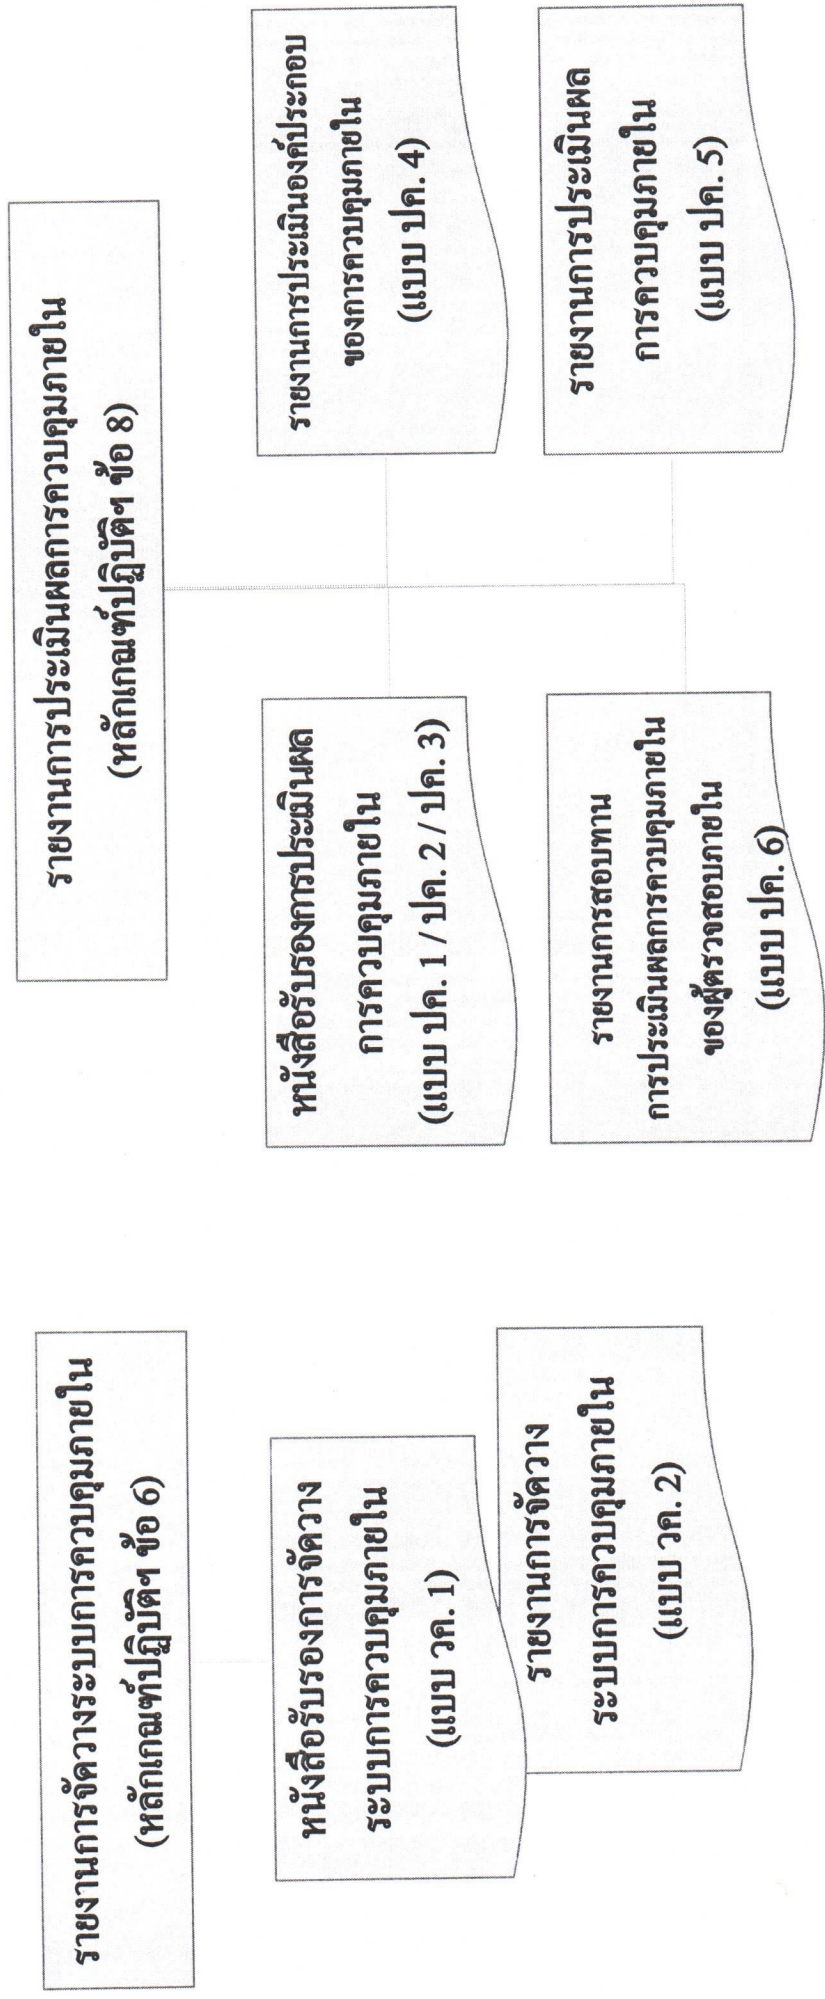 รายงานการจัดวางระบบการควบคุมภายใน
(หลักเกณฑ์ปฏิบัติฯ ข้อ 6)
หนังสือรับรองการจัดวาง
ระบบการควบคุมภายใน
(แบบ วค. 1)
รายงานการจัดวาง
ระบบการควบคุมภายใน
(แบบ วค. 2)
รายงานการประเมินผลการควบคุมภายใน
(หลักเกณฑ์ปฏิบัติฯ ข้อ 8)
หนังสือรับรองการประเมินผล
การควบคุมภายใน
(แบบ ปค. 1 / ปค. 2 / ปค. 3)
รายงานการประเมินองค์ประกอบ
ของการควบคุมภายใน
(แบบ ปค. 4)
รายงานการสอบทาน
การประเมินผลการควบคุมภายใน
ของผู้ตรวจสอบภายใน
(แบบ ปค. 6)
รายงานการประเมินผล
การควบคุมภายใน
(แบบ ปค. 5)